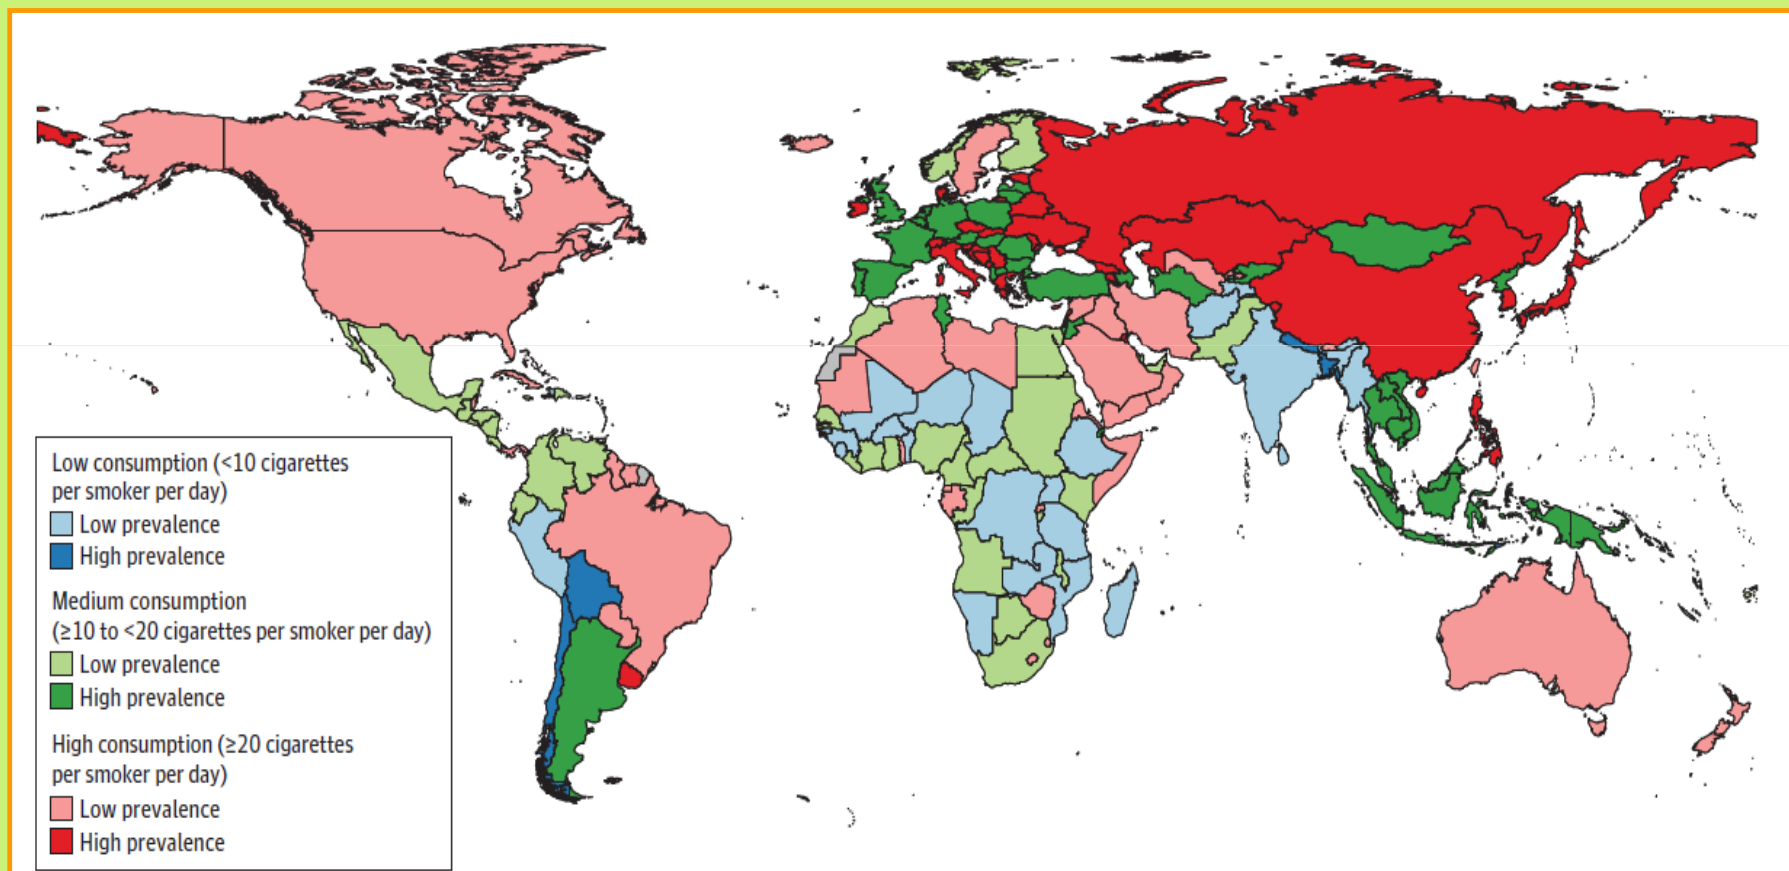 Low consumption (<10 cigarettes
per smoker per day)
Low prevalence
High prevalence
Medium consumption
(≥10 to <20 cigarettes per smoker per day)
Low prevalence
High prevalence
High consumption (≥20 cigarettes
per smoker per day)
Low prevalence
High prevalence